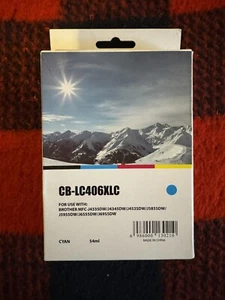 CB-LC406XLC
FOR USE WITH:
BROTHER MFC-J4335DW/J4345DW/J4535DW/J5855DW/
J5955DW/J6555DW/J6955DW
CYAN 54ml
MADE IN CHINA